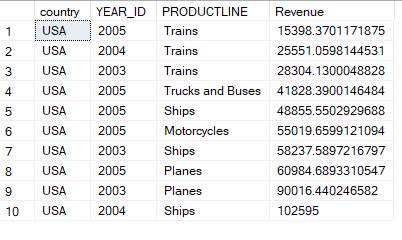 country YEAR_ID PRODUCTLINE Revenue
1 USA 2005 Trains 15398.3701171875
2 USA 2004 Trains 25551.0598144531
3 USA 2003 Trains 28304.1300048828
4 USA 2005 Trucks and Buses 41828.3900146484
5 USA 2005 Ships 48855.5502929688
6 USA 2005 Motorcycles 55019.6599121094
7 USA 2003 Ships 58237.5897216797
8 USA 2005 Planes 60984.6893310547
9 USA 2003 Planes 90016.440246582
10 USA 2004 Ships 102595